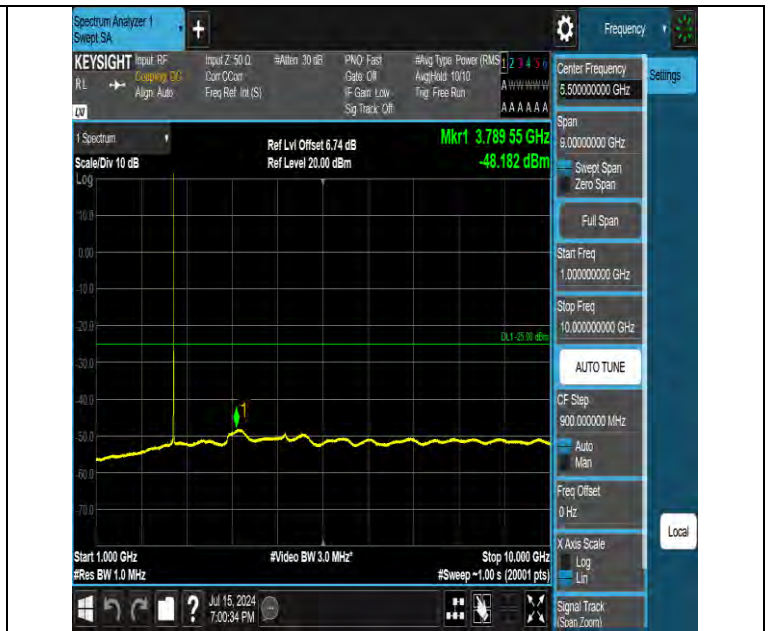 Spectrum Analyzer 1
Swept SA
+
Frequency
KEYSIGHT
RL
Input: RF
Coupling: DC
Align: Auto
Input Z: 50 Ω
Corr CCorr
Freq Ref: Int (S)
#Atten: 30 dB
PNO: Fast
Gate: Off
IF Gain: Low
Sig Track: Off
#Avg Type: Power (RMS
Avg|Hold: 10/10
Trig: Free Run
1 2 3 4 5 6
A W W W W W
A A A A A A
1 Spectrum
Scale/Div 10 dB
Ref Lvl Offset 6.74 dB
Ref Level 20.00 dBm
Mkr1 3.789 55 GHz
-48.182 dBm
Log
10.0
0.00
-10.0
-20.0
DL1 -25.00 dBm
-30.0
-40.0
1
-50.0
-60.0
-70.0
Start 1.000 GHz
#Res BW 1.0 MHz
#Video BW 3.0 MHz*
Stop 10.000 GHz
#Sweep ~1.00 s (20001 pts)
?
Jul 15, 2024
7:00:34 PM
Center Frequency
5.500000000 GHz
Settings
Span
9.00000000 GHz
Swept Span
Zero Span
Full Span
Start Freq
1.000000000 GHz
Stop Freq
10.000000000 GHz
AUTO TUNE
CF Step
900.000000 MHz
Auto
Man
Freq Offset
0 Hz
X Axis Scale
Log
Lin
Local
Signal Track
(Span Zoom)